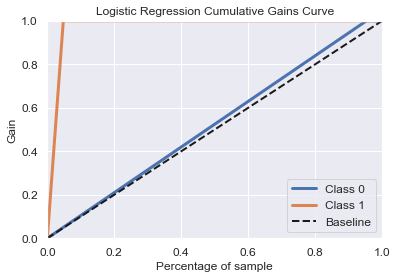 Logistic Regression Cumulative Gains Curve
1.0
0.8
0.6
0.4
0.2
0.0
Gain
Class 0
Class 1
Baseline
0.0 0.2 0.4 0.6 0.8 1.0
Percentage of sample